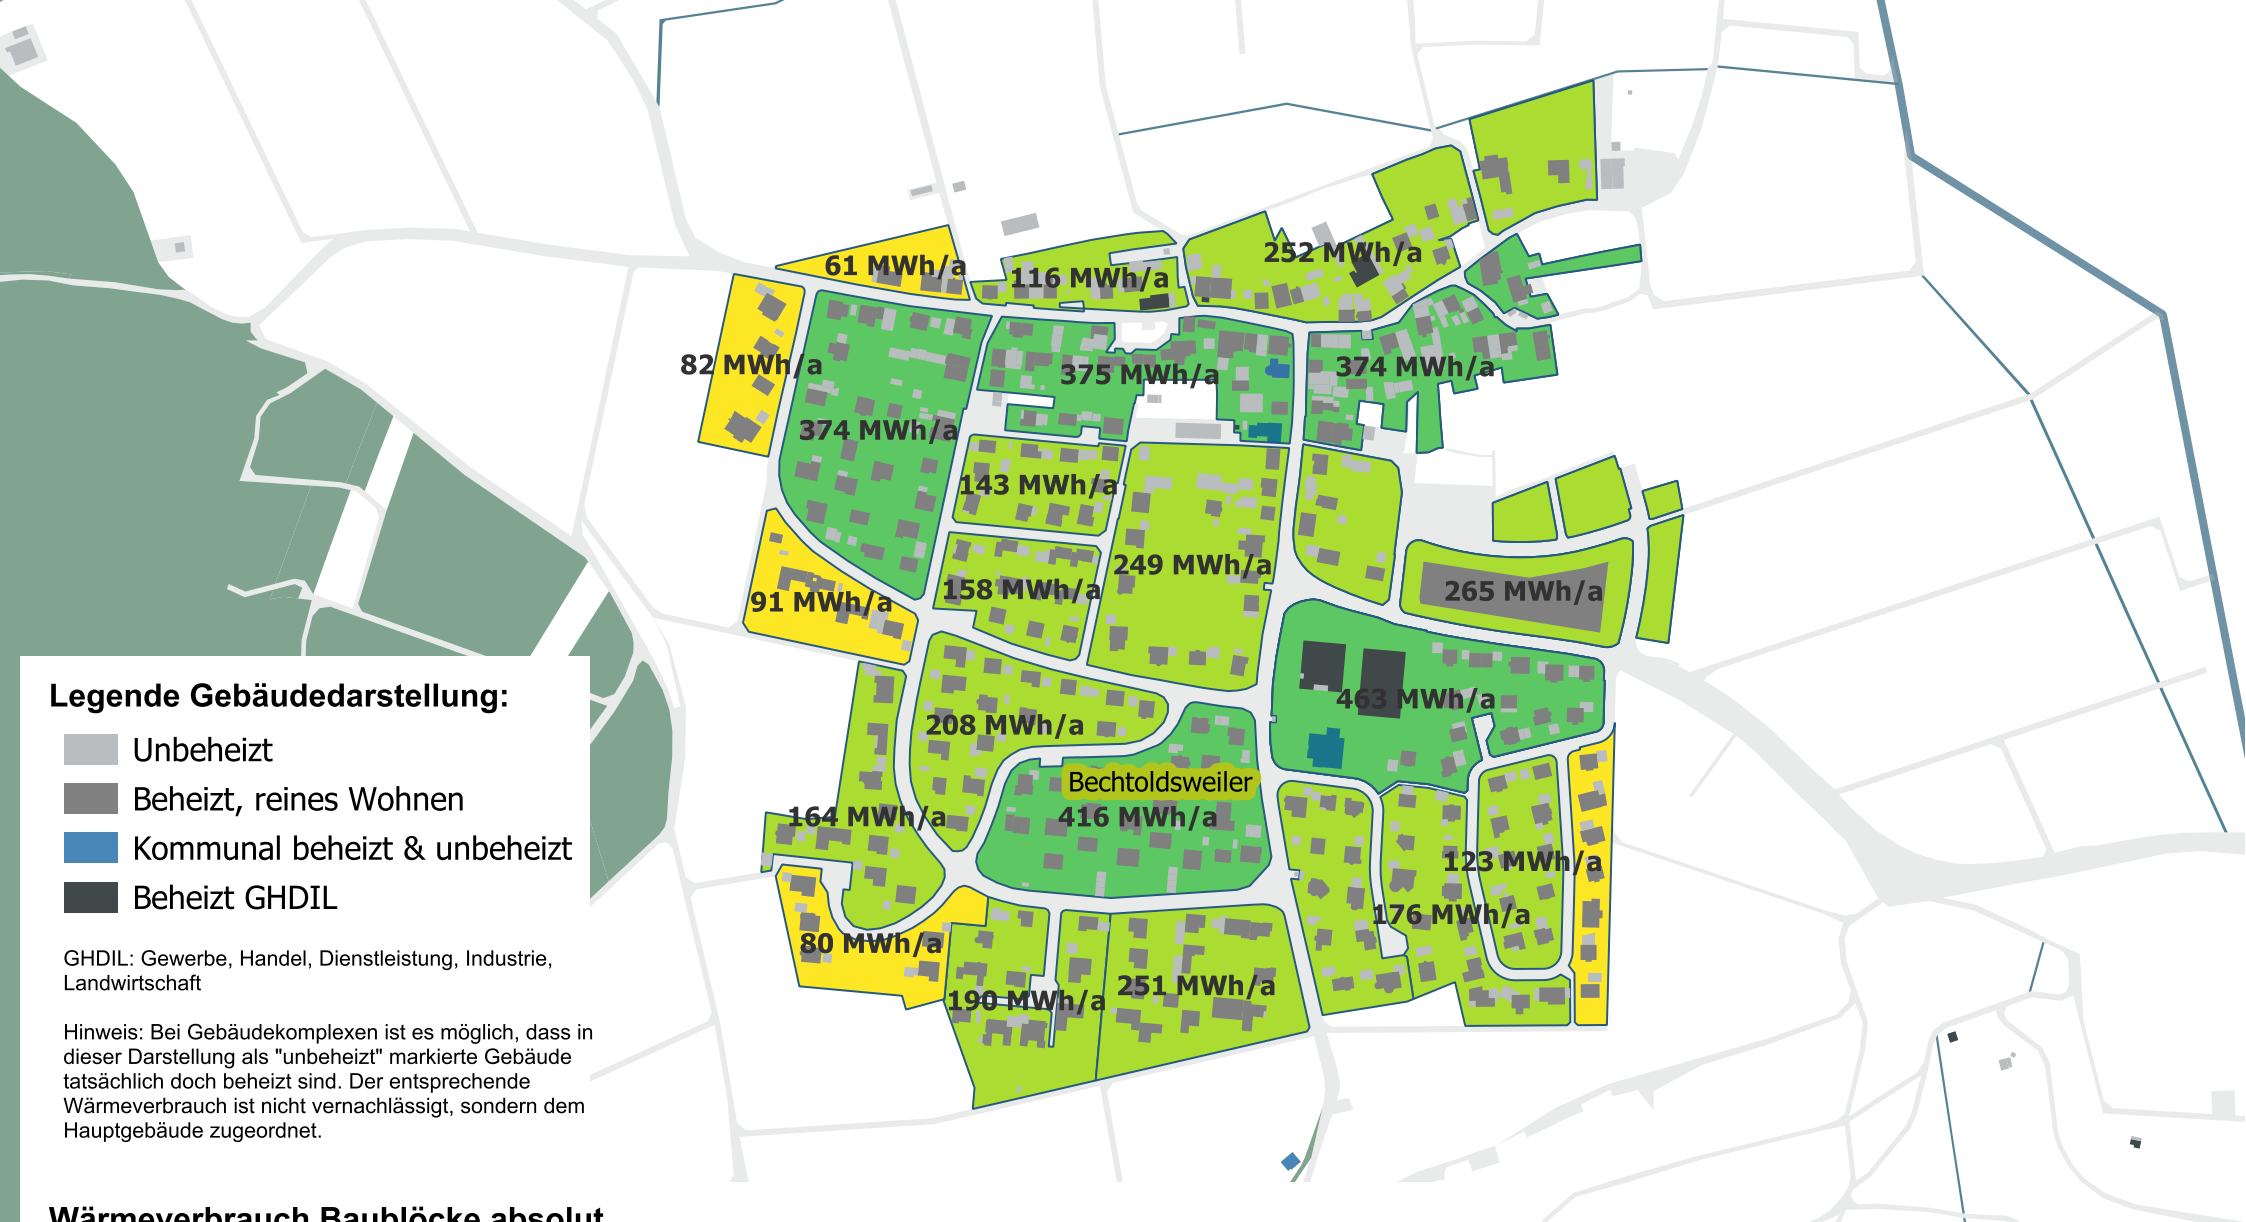 61 MWh/a
116 MWh/a
252 MWh/a
82 MWh/a
374 MWh/a
375 MWh/a
374 MWh/a
143 MWh/a
249 MWh/a
158 MWh/a
265 MWh/a
91 MWh/a
463 MWh/a
208 MWh/a
Bechtoldsweiler
164 MWh/a
416 MWh/a
123 MWh/a
176 MWh/a
80 MWh/a
190 MWh/a
251 MWh/a
Legende Gebäudedarstellung:
Unbeheizt
Beheizt, reines Wohnen
Kommunal beheizt & unbeheizt
Beheizt GHDIL
GHDIL: Gewerbe, Handel, Dienstleistung, Industrie,
Landwirtschaft
Hinweis: Bei Gebäudekomplexen ist es möglich, dass in
dieser Darstellung als "unbeheizt" markierte Gebäude
tatsächlich doch beheizt sind. Der entsprechende
Wärmeverbrauch ist nicht vernachlässigt, sondern dem
Hauptgebäude zugeordnet.
Wärmeverbrauch Baublöcke absolut